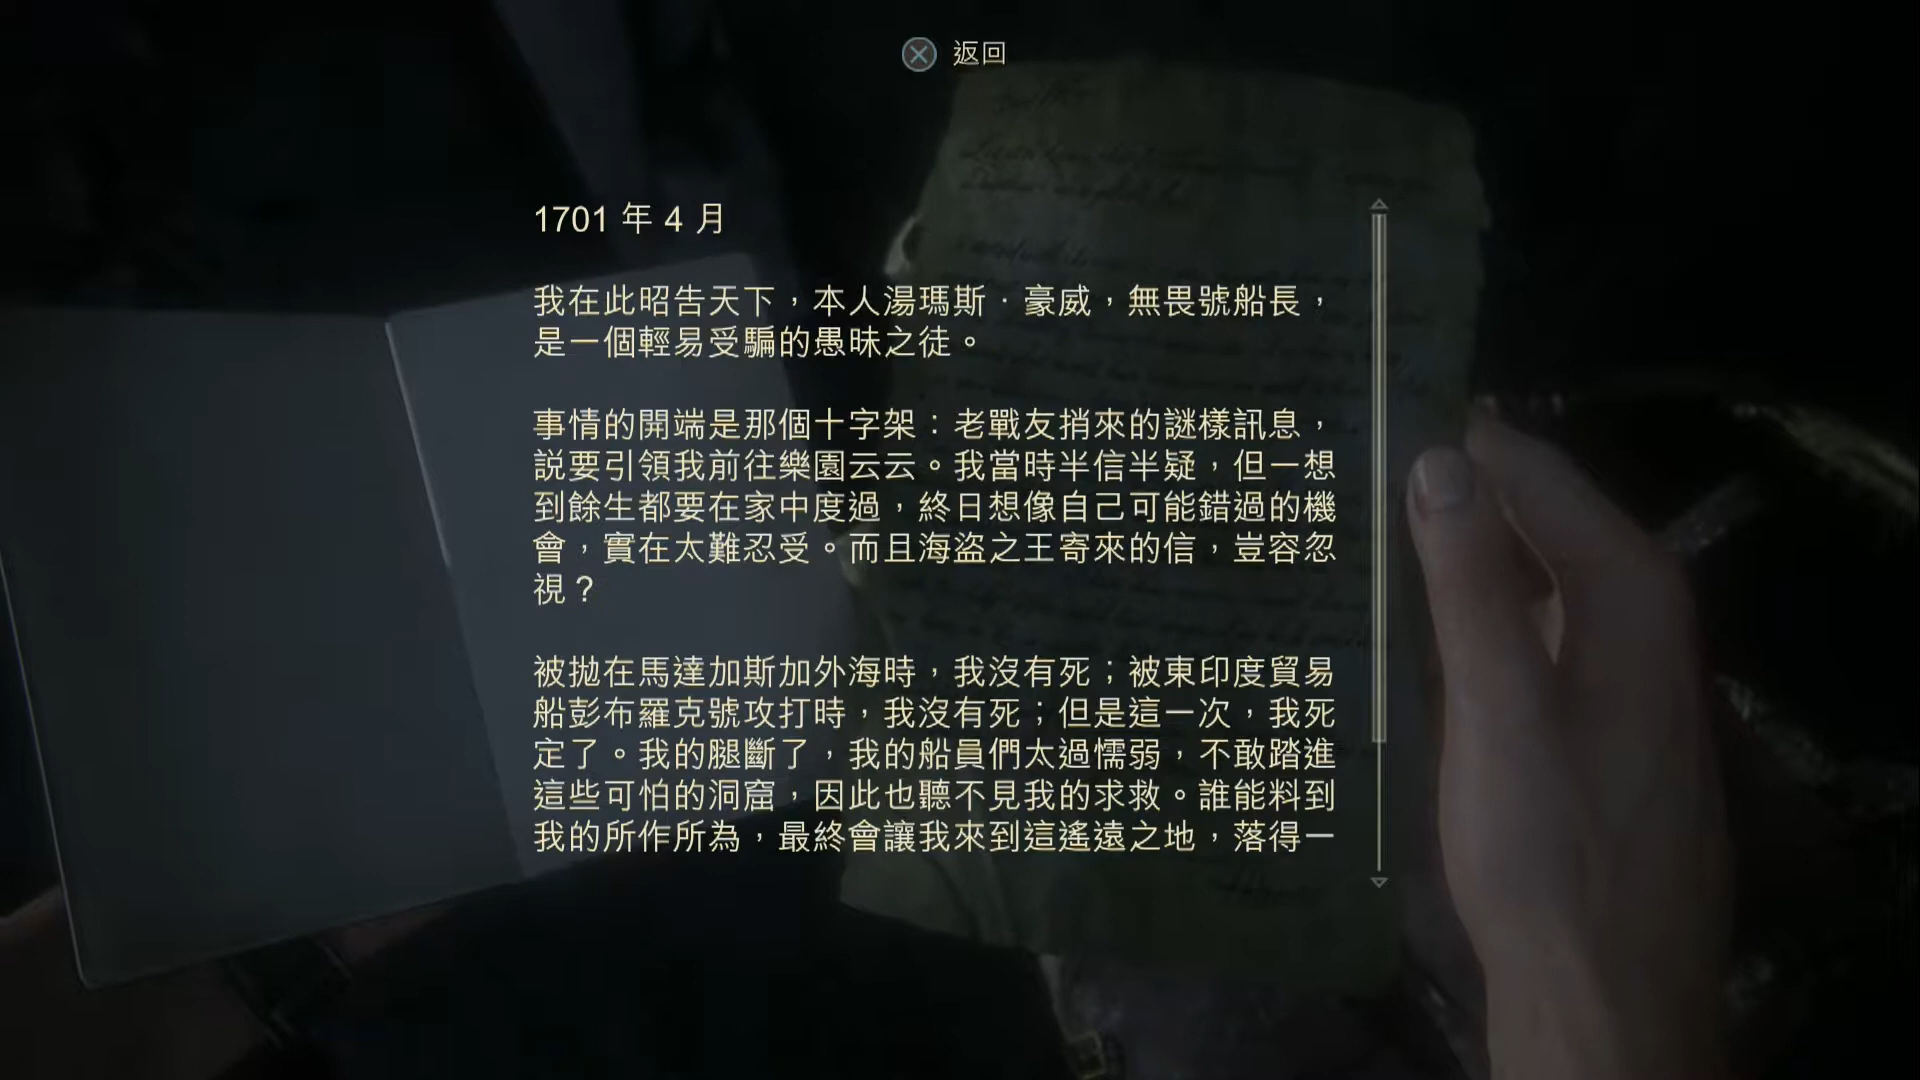 返回
1701 年 4 月
我在此昭告天下，本人湯瑪斯．豪威，無畏號船長，
是一個輕易受騙的愚昧之徒。
事情的開端是那個十字架：老戰友捎來的謎樣訊息，
說要引領我前往樂園云云。我當時半信半疑，但一想
到餘生都要在家中度過，終日想像自己可能錯過的機
會，實在太難忍受。而且海盜之王寄來的信，豈容忽
視？
被拋在馬達加斯加外海時，我沒有死；被東印度貿易
船彭布羅克號攻打時，我沒有死；但是這一次，我死
定了。我的腿斷了，我的船員們太過懦弱，不敢踏進
這些可怕的洞窟，因此也聽不見我的求救。誰能料到
我的所作所為，最終會讓我來到這遙遠之地，落得一